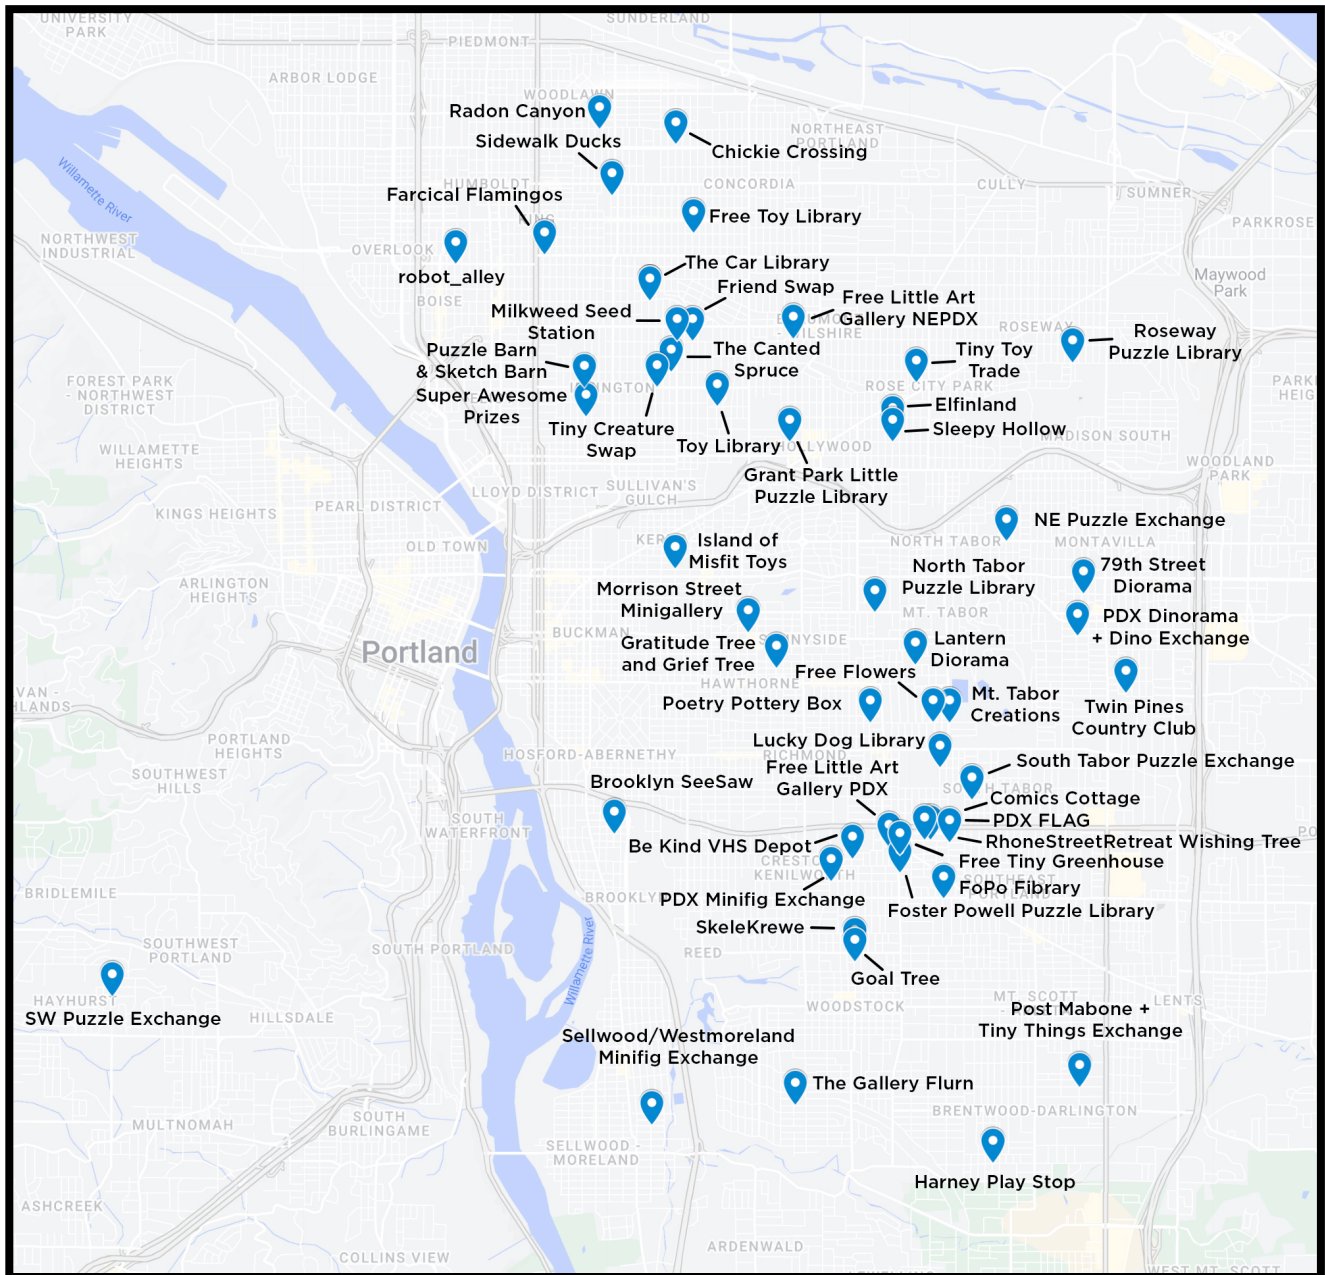 UNIVERSITY
PARK
SUNDERLAND
PIEDMONT
ARBOR LODGE
WOODLAWN
Radon Canyon
Sidewalk Ducks
Chickie Crossing
NORTHEAST
PORTLAND
Willamette River
HUMBOLDT
CONCORDIA
CULLY
SUMNER
Farcical Flamingos
KING
Free Toy Library
PARKROSE
NORTHWEST
INDUSTRIAL
OVERLOOK
robot_alley
BOISE
The Car Library
Friend Swap
Maywood
Park
Milkweed Seed
Station
Free Little Art
Gallery NEPDX
- WILSHIRE
ROSEWAY
Roseway
Puzzle Library
Puzzle Barn
& Sketch Barn
The Canted
Spruce
Tiny Toy
Trade
FOREST PARK
- NORTHWEST
DISTRICT
Super Awesome
Prizes
ROSE CITY PARK
Elfinland
Sleepy Hollow
Tiny Creature
Swap
Toy Library
HOLLYWOOD
MADISON SOUTH
WILLAMETTE
HEIGHTS
WOODLAND
PARK
Grant Park Little
Puzzle Library
LLOYD DISTRICT
SULLIVAN'S
GULCH
KINGS HEIGHTS
PEARL DISTRICT
OLD TOWN
Island of
Misfit Toys
NORTH TABOR
NE Puzzle Exchange
MONTAVILLA
ARLINGTON
HEIGHTS
Morrison Street
Minigallery
North Tabor
Puzzle Library
79th Street
Diorama
MT. TABOR
PDX Dinorama
+ Dino Exchange
BUCKMAN
Portland
Gratitude Tree
and Grief Tree
Lantern
Diorama
Free Flowers
HAWTHORNE
Poetry Pottery Box
Mt. Tabor
Creations
Twin Pines
Country Club
PORTLAND
HEIGHTS
HOSFORD-ABERNETHY
Lucky Dog Library
RICHMOND
SOUTHWEST
HILLS
Brooklyn SeeSaw
Free Little Art
Gallery PDX
South Tabor Puzzle Exchange
SOUTH
WATERFRONT
Comics Cottage
PDX FLAG
RhoneStreetRetreat Wishing Tree
Be Kind VHS Depot
KENILWORTH
Free Tiny Greenhouse
BRIDLEMILE
PDX Minifig Exchange
FoPo Fibrary
Foster Powell Puzzle Library
SOUTHWEST
PORTLAND
SOUTH PORTLAND
Willamette River
SkeleKrewe
REED
Goal Tree
HAYHURST
SW Puzzle Exchange
HILLSDALE
WOODSTOCK
MT. SCOTT
LENTS
Post Mabone +
Tiny Things Exchange
Sellwood/Westmoreland
Minifig Exchange
The Gallery Flurn
MULTNOMAH
SOUTH
BURLINGAME
BRENTWOOD-DARLINGTON
SELLWOOD -
MORELAND
Harney Play Stop
ASHCREEK
COLLINS VIEW
ARDENWALD
WEST MT. SCOTT